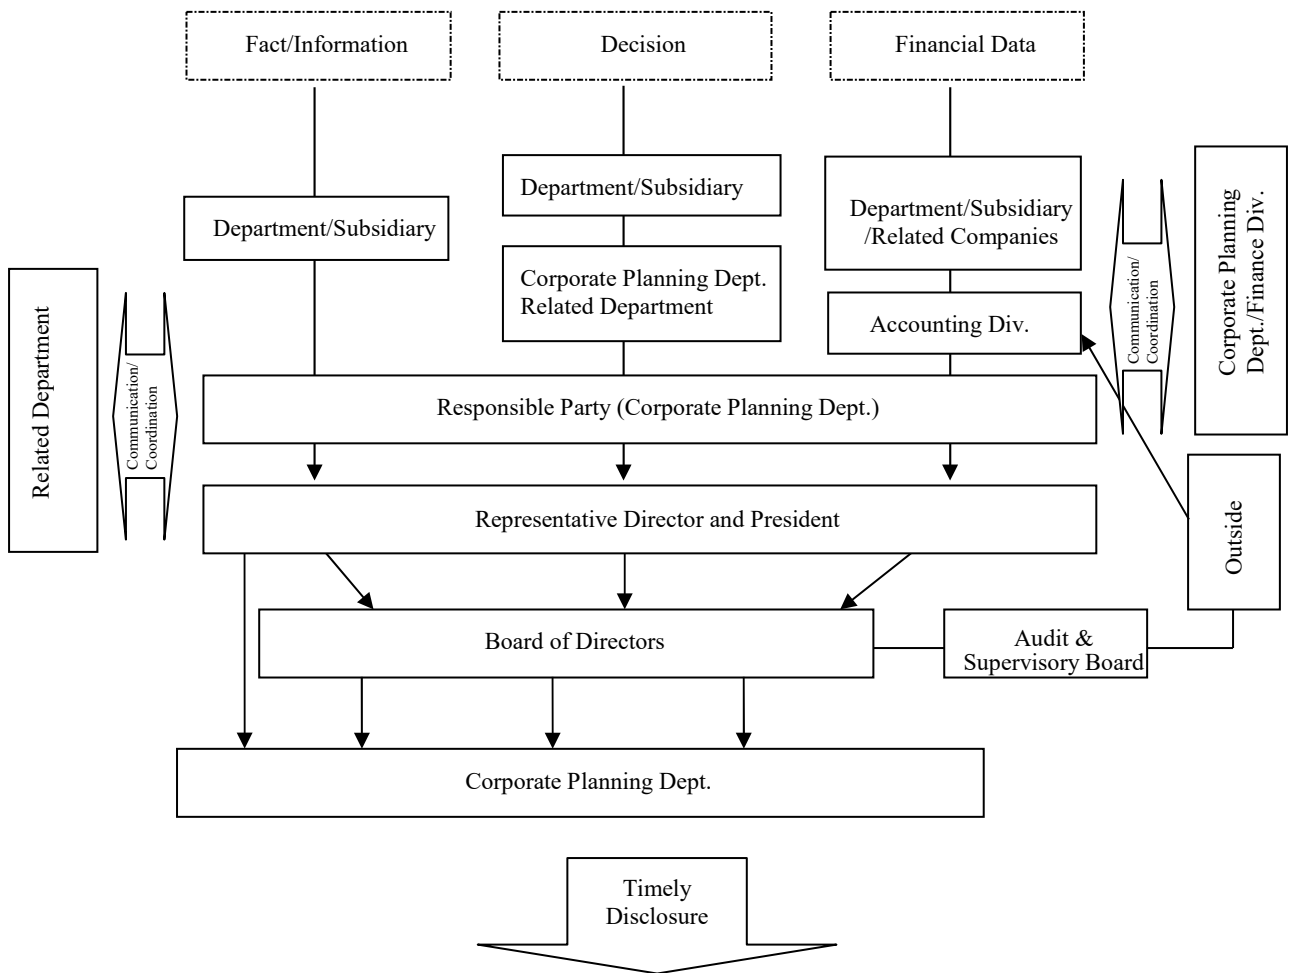 Fact/Information
Decision
Financial Data
Department/Subsidiary
Department/Subsidiary
Department/Subsidiary
/Related Companies
Corporate Planning Dept.
Related Department
Accounting Div.
Communication/
Coordination
Corporate Planning
Dept./Finance Div.
Related Department
Communication/
Coordination
Responsible Party (Corporate Planning Dept.)
Representative Director and President
Outside
Board of Directors
Audit &
Supervisory Board
Corporate Planning Dept.
Timely
Disclosure